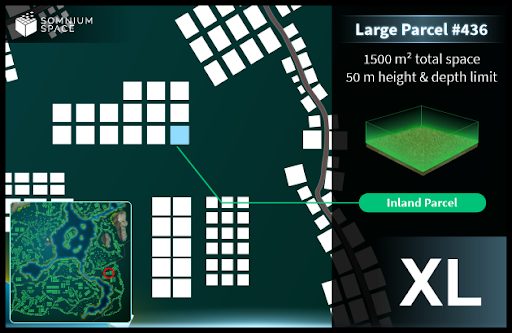 SOMNIUM
SPACE
Large Parcel #436
1500 m² total space
50 m height & depth limit
Inland Parcel
XL